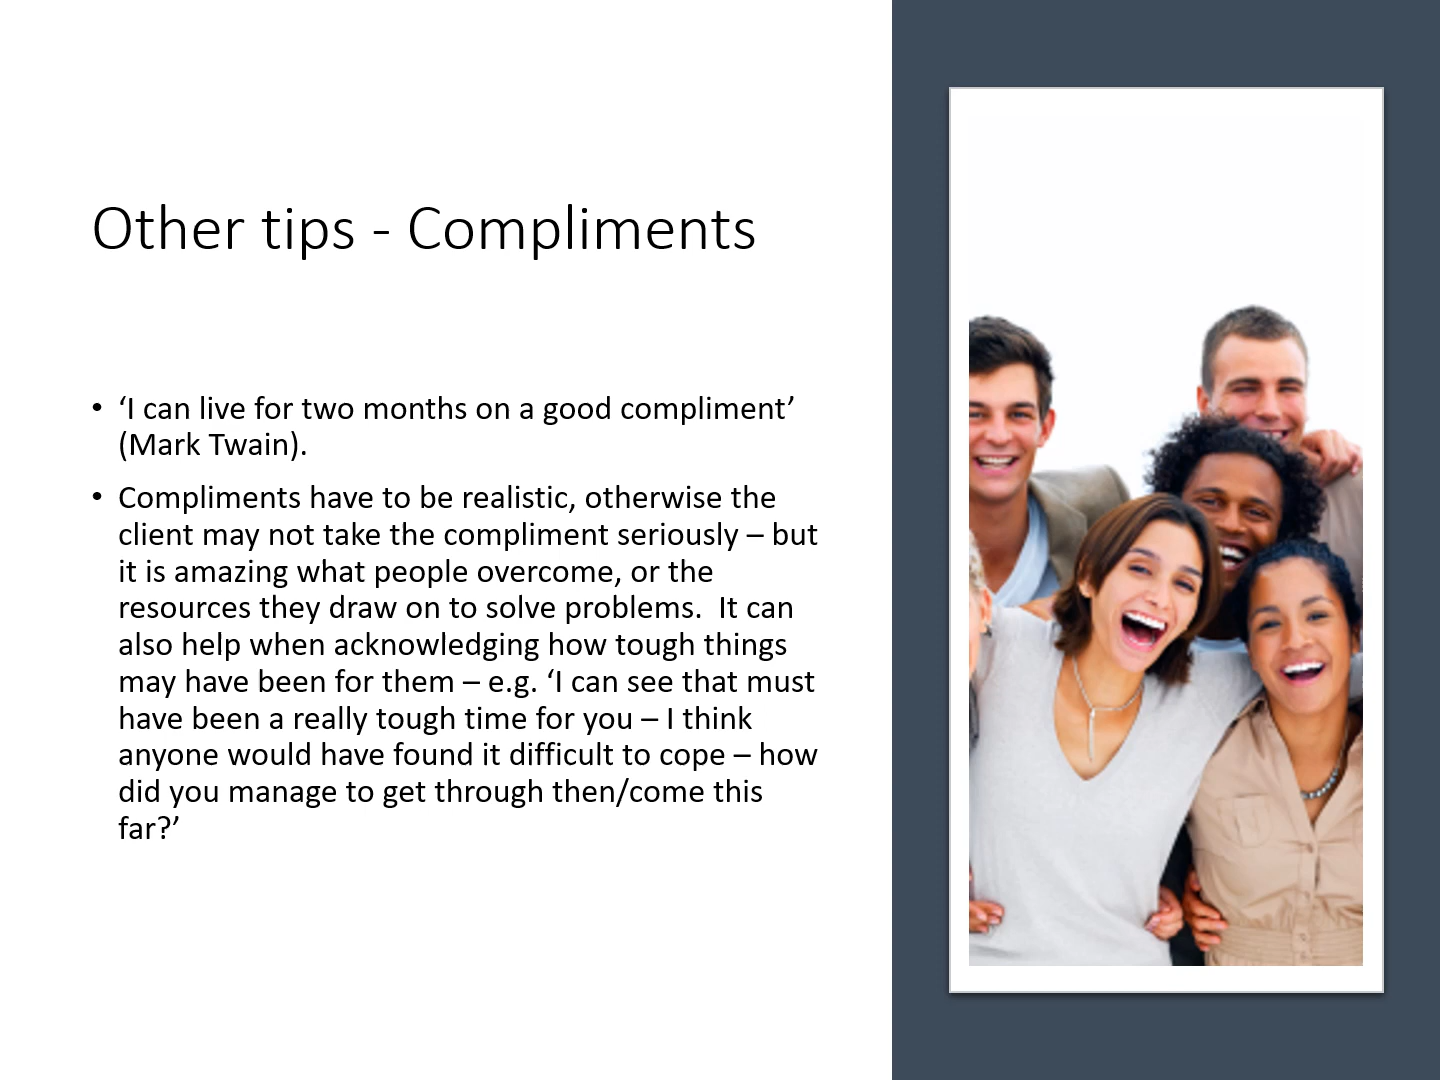 Other tips - Compliments
• ‘I can live for two months on a good compliment’
(Mark Twain).
• Compliments have to be realistic, otherwise the
client may not take the compliment seriously – but
it is amazing what people overcome, or the
resources they draw on to solve problems.  It can
also help when acknowledging how tough things
may have been for them – e.g. ‘I can see that must
have been a really tough time for you – I think
anyone would have found it difficult to cope – how
did you manage to get through then/come this
far?’